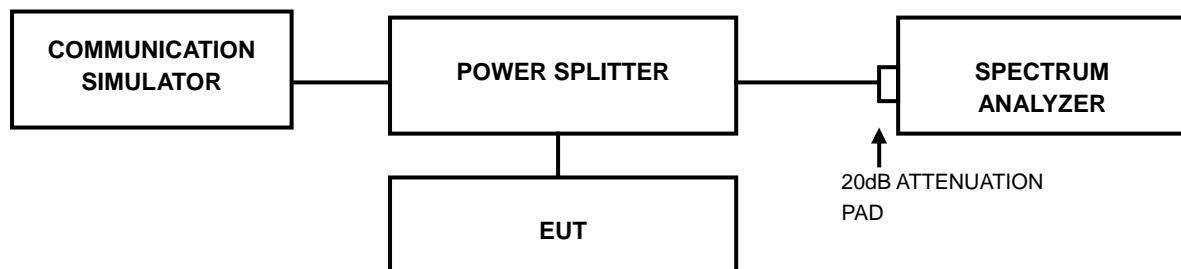 COMMUNICATION
SIMULATOR
POWER SPLITTER
SPECTRUM
ANALYZER
20dB ATTENUATION
PAD
EUT